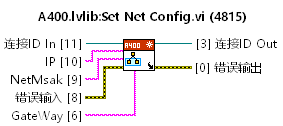 A400.lvlib:Set Net Config.vi (4815)
连接ID In [11]
[3] 连接ID Out
IP [10]
[0] 错误输出
NetMsak [9]
错误输入 [8]
GateWay [6]
A400